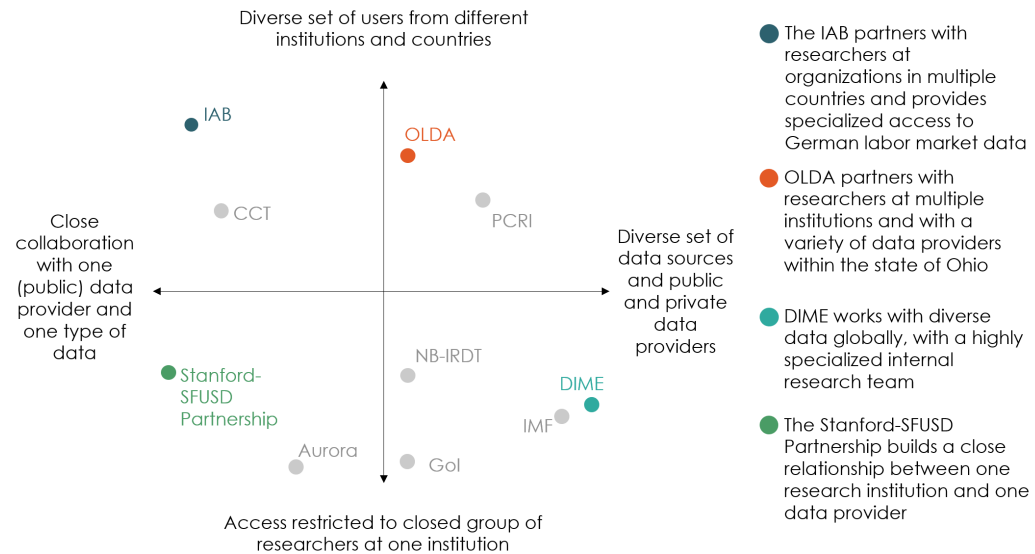 Diverse set of users from different
institutions and countries
IAB
OLDA
CCT
PCRI
Close
collaboration
with one
(public) data
provider and
one type of
data
Diverse set of
data sources
and public
and private
data
providers
NB-IRDT
Stanford-
SFUSD
Partnership
DIME
IMF
Aurora
GoI
Access restricted to closed group of
researchers at one institution
The IAB partners with
researchers at
organizations in multiple
countries and provides
specialized access to
German labor market data
OLDA partners with
researchers at multiple
institutions and with a
variety of data providers
within the state of Ohio
DIME works with diverse
data globally, with a highly
specialized internal
research team
The Stanford-SFUSD
Partnership builds a close
relationship between one
research institution and one
data provider